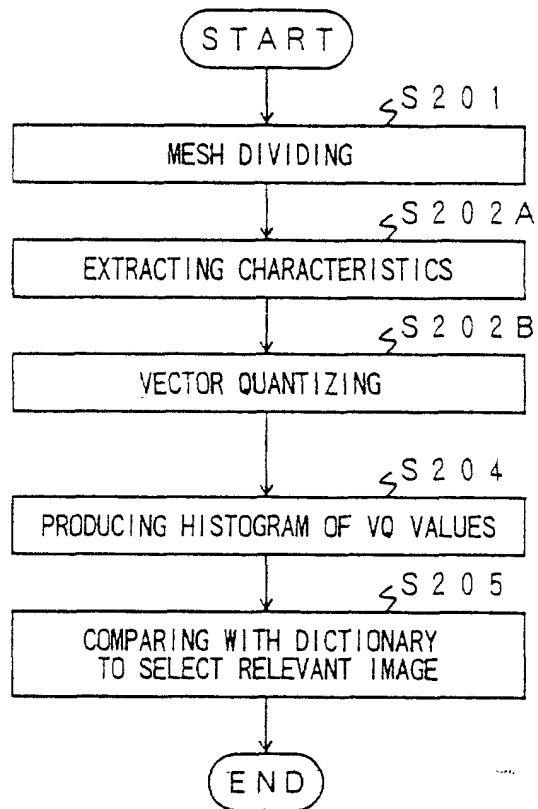 START
S201
MESH DIVIDING
S202A
EXTRACTING CHARACTERISTICS
S202B
VECTOR QUANTIZING
S204
PRODUCING HISTOGRAM OF VQ VALUES
S205
COMPARING WITH DICTIONARY
TO SELECT RELEVANT IMAGE
END